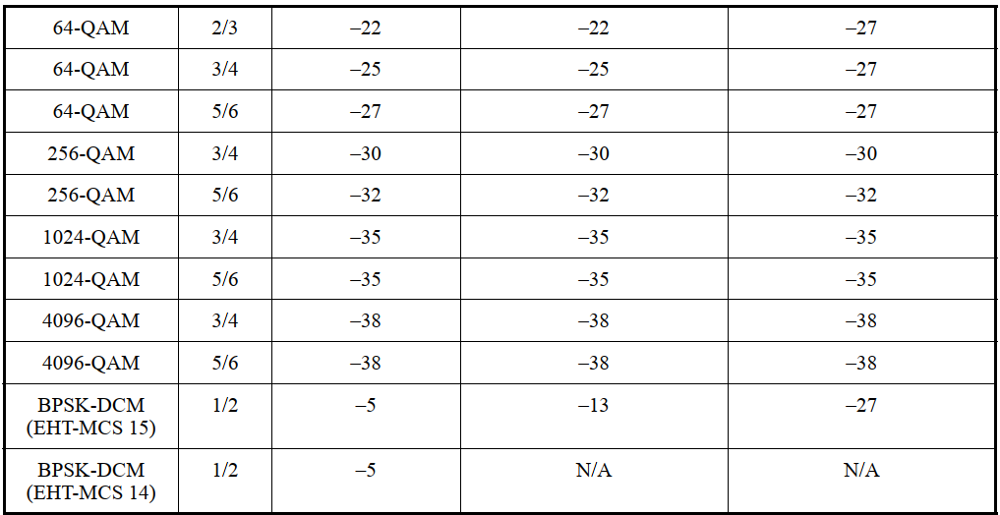 64-QAM 2/3 –22 –22 –27
64-QAM 3/4 –25 –25 –27
64-QAM 5/6 –27 –27 –27
256-QAM 3/4 –30 –30 –30
256-QAM 5/6 –32 –32 –32
1024-QAM 3/4 –35 –35 –35
1024-QAM 5/6 –35 –35 –35
4096-QAM 3/4 –38 –38 –38
4096-QAM 5/6 –38 –38 –38
BPSK-DCM 1/2 –5 –13 –27
(EHT-MCS 15)
BPSK-DCM 1/2 –5 N/A N/A
(EHT-MCS 14)